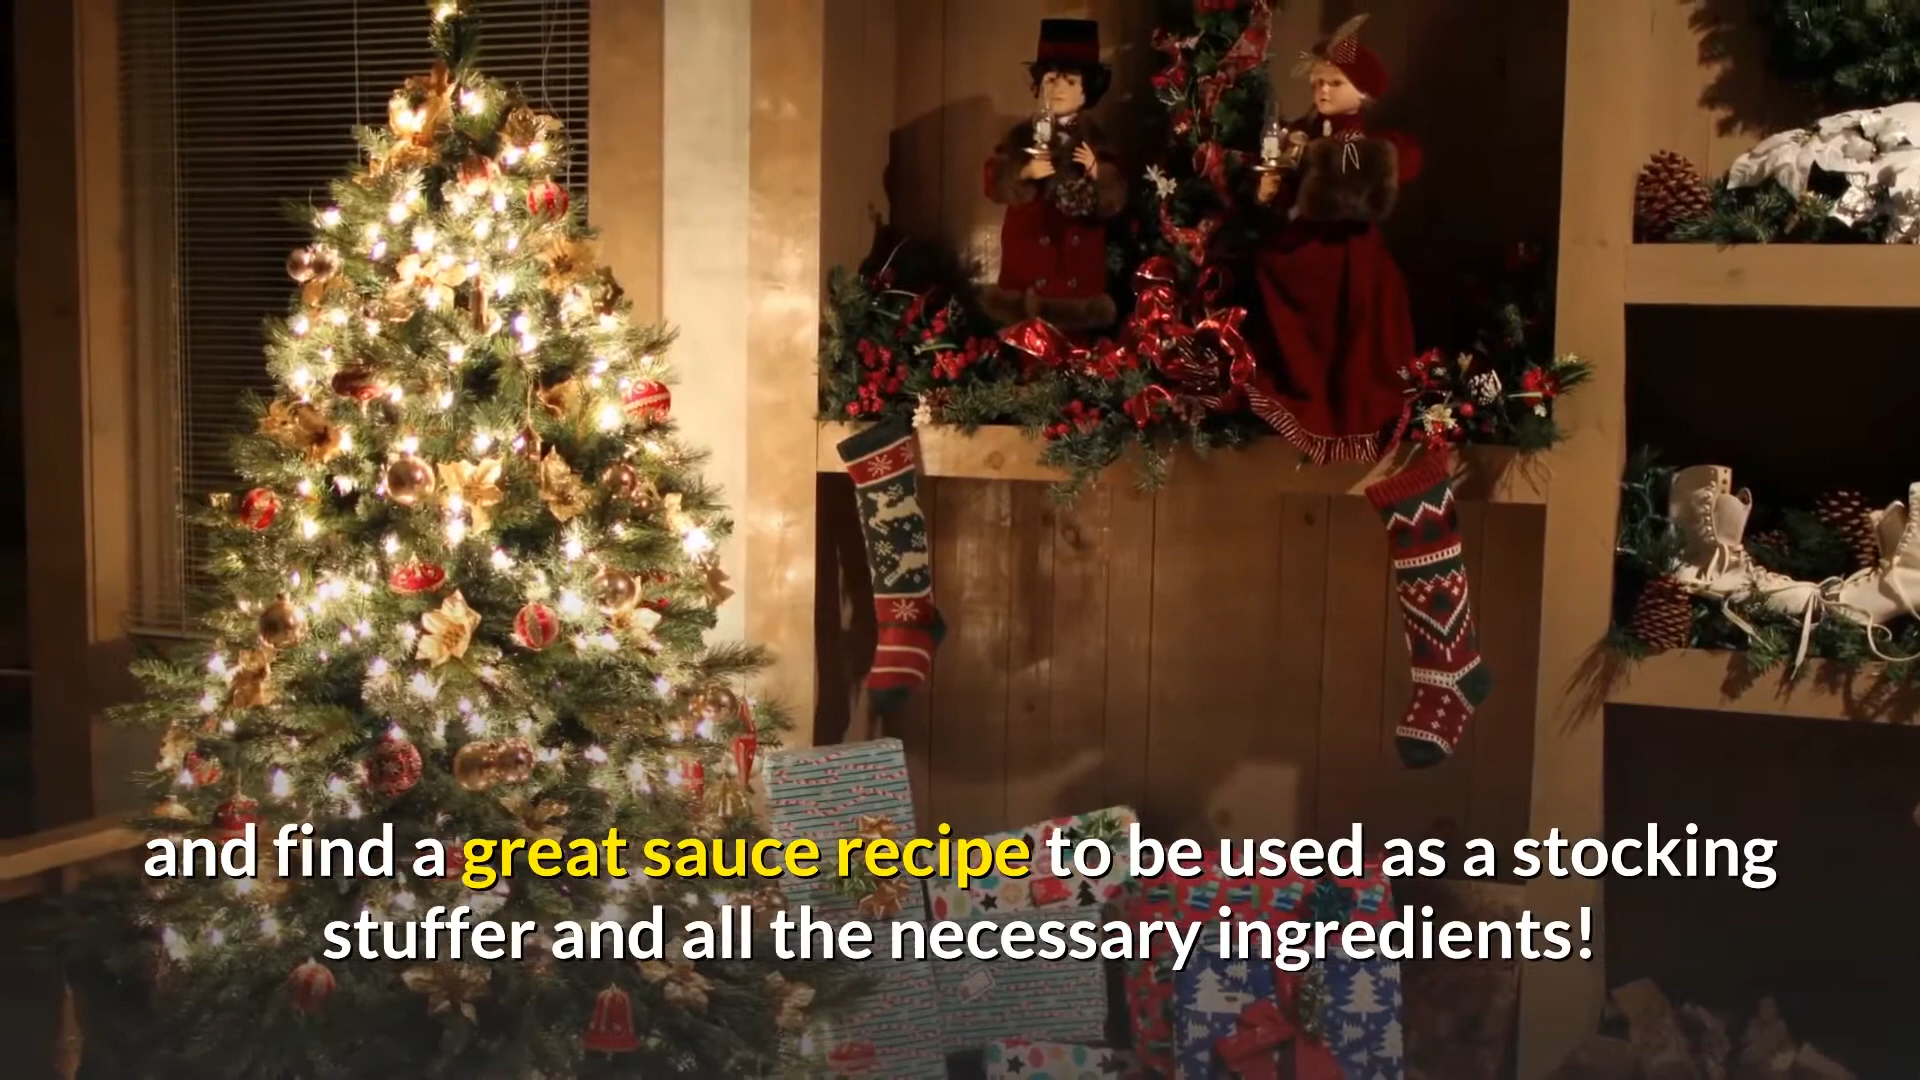 and find a great sauce recipe to be used as a stocking
stuffer and all the necessary ingredients!